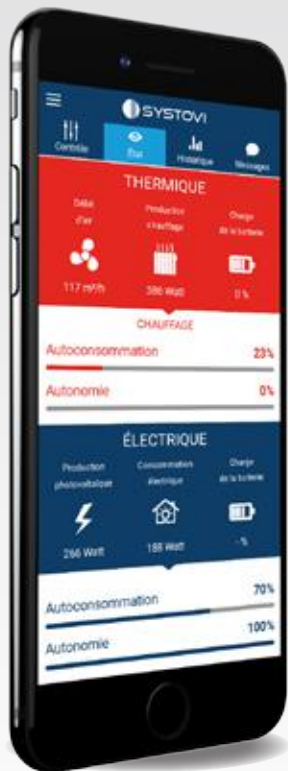 SYSTOVI
Contrôle
État
Historique
Messages
THERMIQUE
Débit
d'air
Production
chauffage
Charge
de la batterie
117 m³/h
386 Watt
0 %
CHAUFFAGE
Autoconsommation 23%
Autonomie 0%
ÉLECTRIQUE
Production
photovoltaïque
Consommation
électrique
Charge
de la batterie
266 Watt
188 Watt
- %
Autoconsommation 70%
Autonomie 100%